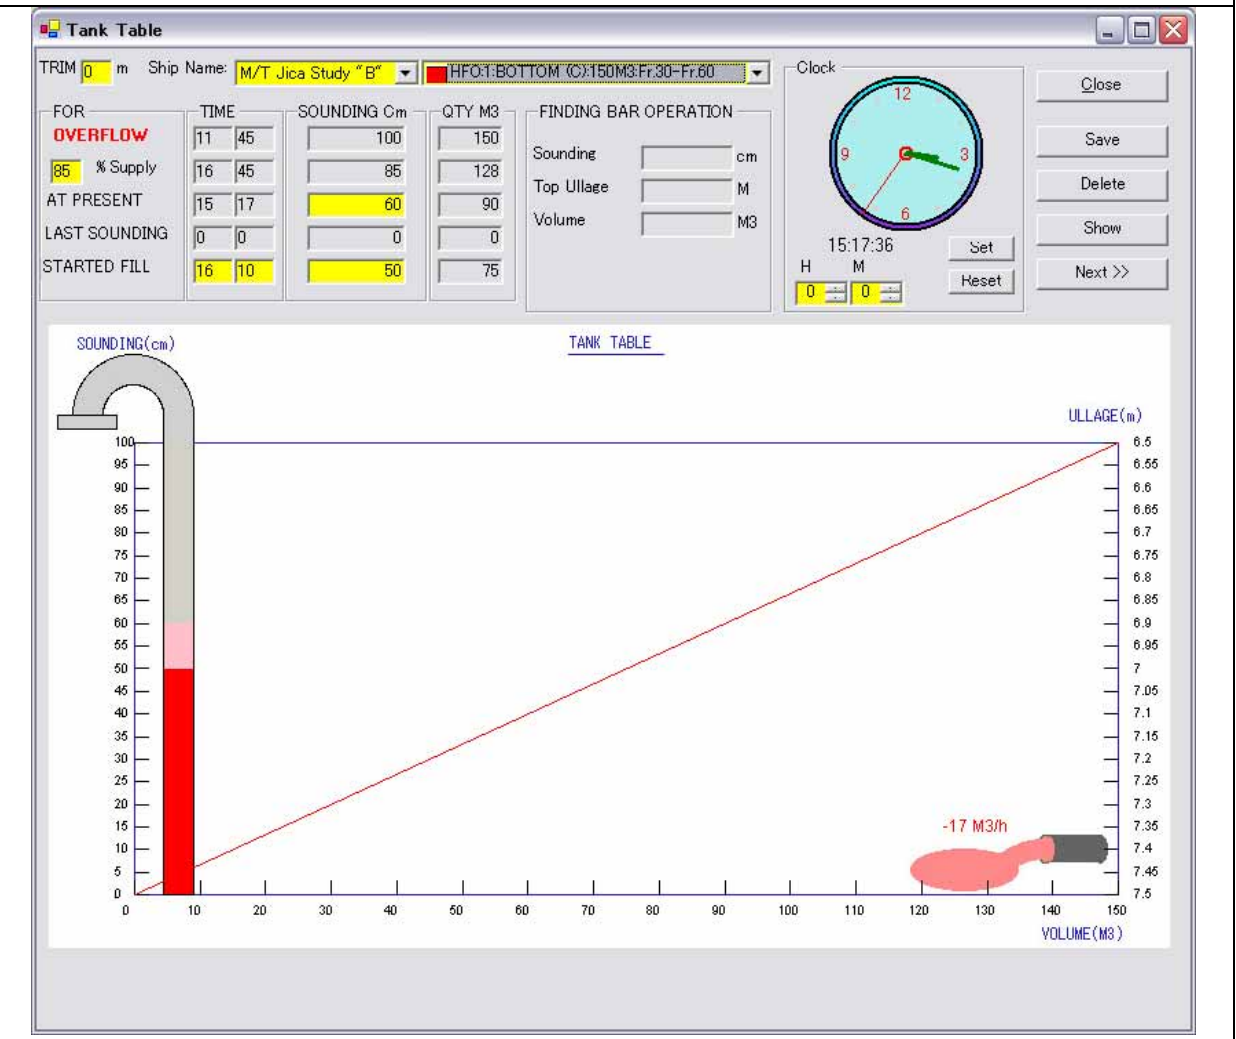 Tank Table
TRIM 0 m Ship Name: M/T Jica Study "B" HFO:1:BOTTOM (C):150M3:Fr.30-Fr.60
FOR TIME SOUNDING Cm QTY M3
OVERFLOW 11 45 100 150
85 % Supply 16 45 85 128
AT PRESENT 15 17 60 90
LAST SOUNDING 0 0 0 0
STARTED FILL 16 10 50 75
FINDING BAR OPERATION
Sounding cm
Top Ullage M
Volume M3
Clock
12
9 3
6
15:17:36
H M
0 0
Set
Reset
Close
Save
Delete
Show
Next >>
SOUNDING(cm) TANK TABLE
ULLAGE(m)
100 6.5
95 6.55
90 6.6
85 6.65
80 6.7
75 6.75
70 6.8
65 6.85
60 6.9
55 6.95
50 7
45 7.05
40 7.1
35 7.15
30 7.2
25 7.25
20 7.3
15 -17 M3/h 7.35
10 7.4
5 7.45
0 7.5
0 10 20 30 40 50 60 70 80 90 100 110 120 130 140 150
VOLUME(M3)